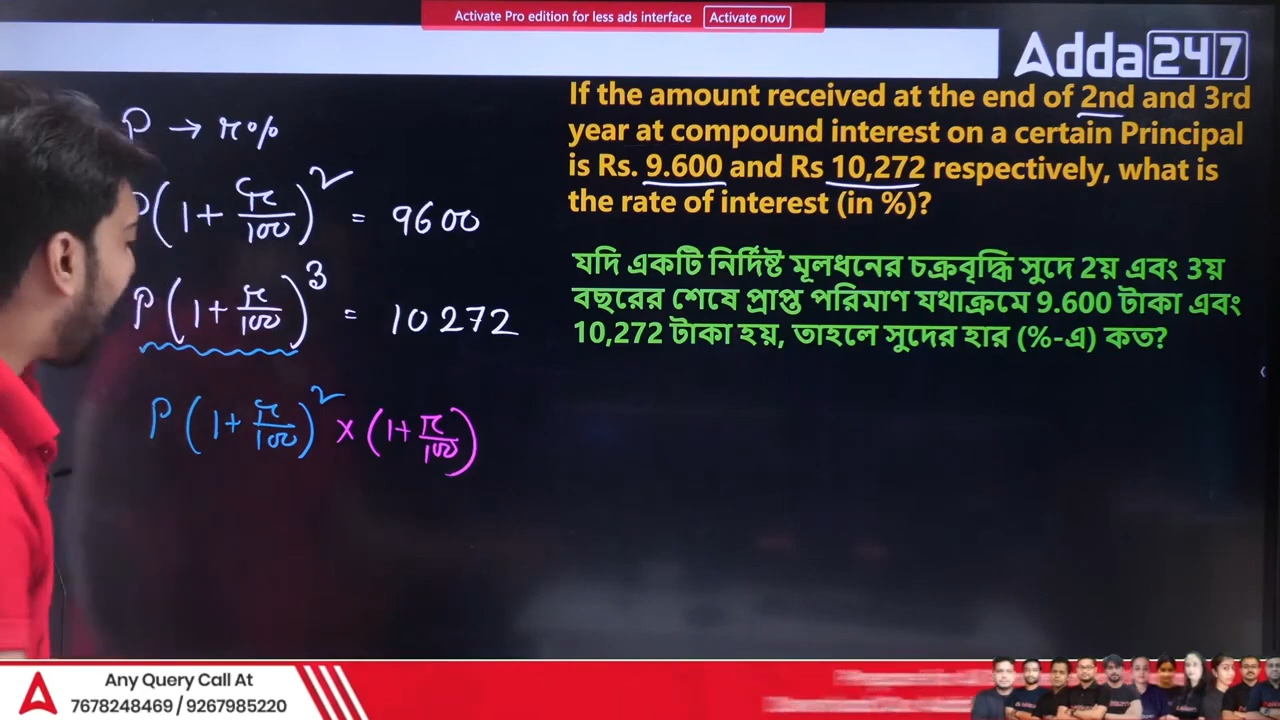 Activate Pro edition for less ads interface Activate now
Adda247
If the amount received at the end of 2nd and 3rd
year at compound interest on a certain Principal
is Rs. 9.600 and Rs 10,272 respectively, what is
the rate of interest (in %)?
যদি একটি নির্দিষ্ট মূলধনের চক্রবৃদ্ধি সুদে 2য় এবং 3য়
বছরের শেষে প্রাপ্ত পরিমাণ যথাক্রমে 9.600 টাকা এবং
10,272 টাকা হয়, তাহলে সুদের হার (%-এ) কত?
P → r%
P(1+r/100)² = 9600
P(1+r/100)³ = 10272
P(1+r/100)² × (1+r/100)
Any Query Call At
7678248469 / 9267985220